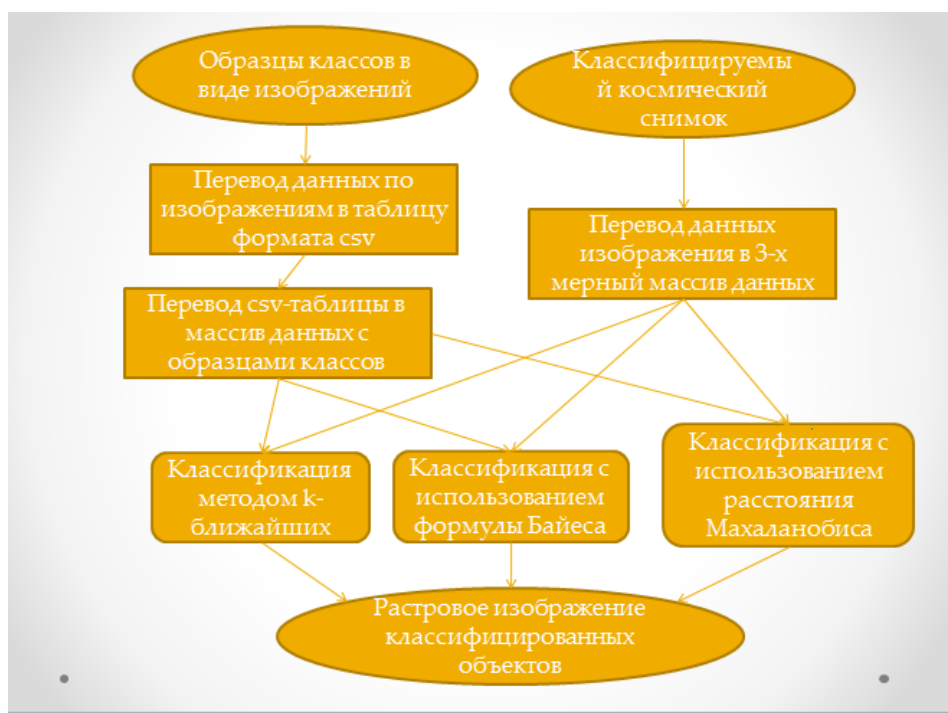 Образцы классов в
виде изображений
Классифицируемы
й космический
снимок
Перевод данных по
изображениям в таблицу
формата csv
Перевод данных
изображения в 3-х
мерный массив данных
Перевод csv-таблицы в
массив данных с
образцами классов
Классификация
методом k-
ближайших
Классификация с
использованием
формулы Байеса
Классификация с
использованием
расстояния
Махаланобиса
Растровое изображение
классифицированных
объектов